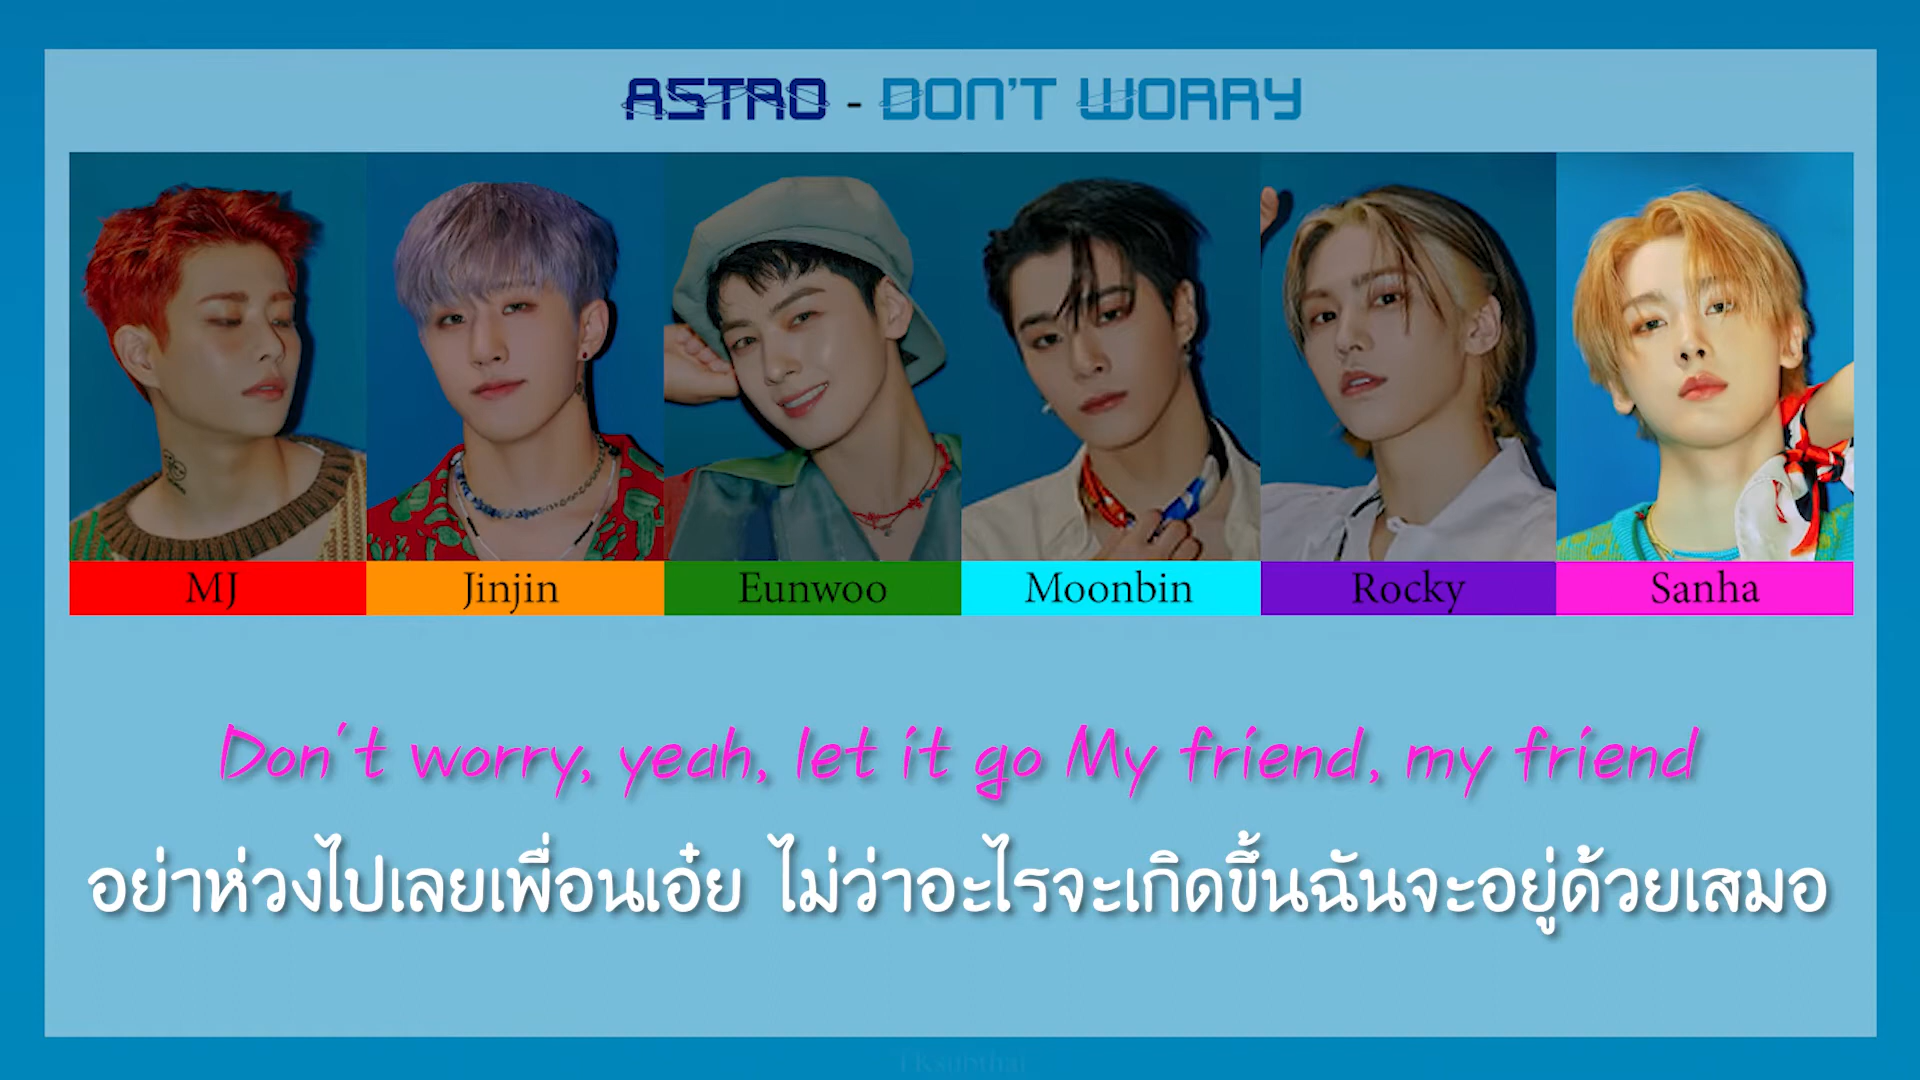 ASTRO - DON'T WORRY
MJ
Jinjin
Eunwoo
Moonbin
Rocky
Sanha
Don't worry, yeah, let it go My friend, my friend
อย่าห่วงไปเลยเพื่อนเอ๋ย ไม่ว่าอะไรจะเกิดขึ้นฉันจะอยู่ด้วยเสมอ